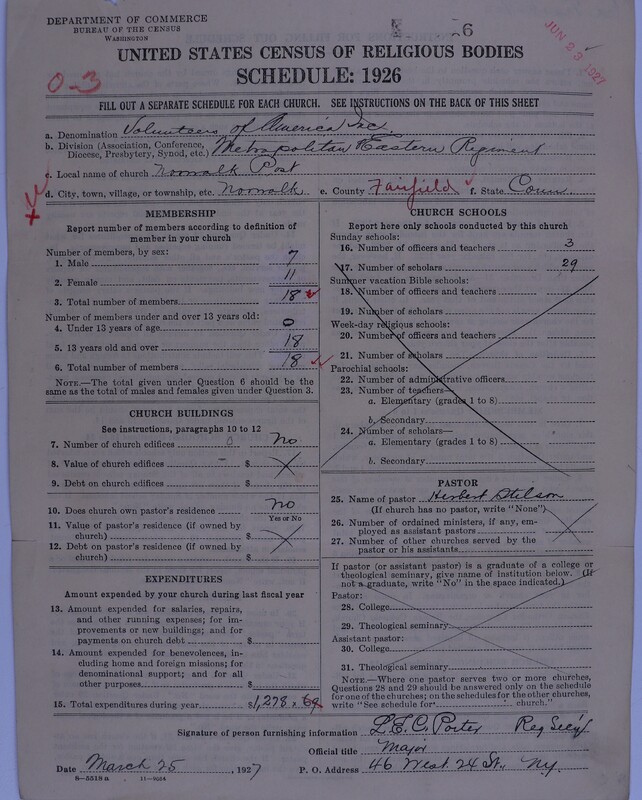 DEPARTMENT OF COMMERCE
BUREAU OF THE CENSUS
WASHINGTON
6
JUN 23 1927
UNITED STATES CENSUS OF RELIGIOUS BODIES
SCHEDULE: 1926
0-3
FILL OUT A SEPARATE SCHEDULE FOR EACH CHURCH. SEE INSTRUCTIONS ON THE BACK OF THIS SHEET
a. Denomination Volunteers of America Inc
b. Division (Association, Conference, Diocese, Presbytery, Synod, etc.) Metropolitan Eastern Regiment
c. Local name of church Norwalk Post
d. City, town, village, or township, etc. Norwalk e. County Fairfield f. State Conn
MEMBERSHIP
Report number of members according to definition of
member in your church
Number of members, by sex:
1. Male 7
2. Female 11
3. Total number of members 18
Number of members under and over 13 years old:
4. Under 13 years of age 0
5. 13 years old and over 18
6. Total number of members 18
NOTE.—The total given under Question 6 should be
same as the total of males and females given under Question 3.
CHURCH BUILDINGS
See instructions, paragraphs 10 to 12
7. Number of church edifices 0 No
8. Value of church edifices $
9. Debt on church edifices $
10. Does church own pastor's residence No
Yes or No
11. Value of pastor's residence (if owned by
church) $
12. Debt on pastor's residence (if owned by
church) $
EXPENDITURES
Amount expended by your church during last fiscal year
13. Amount expended for salaries, repairs,
and other running expenses; for im-
provements or new buildings; and for
payments on church debt $
14. Amount expended for benevolences, in-
cluding home and foreign missions; for
denominational support; and for all
other purposes $
15. Total expenditures during year $1,278.69
CHURCH SCHOOLS
Report here only schools conducted by this church
Sunday schools:
16. Number of officers and teachers 3
17. Number of scholars 29
Summer vacation Bible schools:
18. Number of officers and teachers
19. Number of scholars
Week-day religious schools:
20. Number of officers and teachers
21. Number of scholars
Parochial schools:
22. Number of administrative officers
23. Number of teachers—
a. Elementary (grades 1 to 8)
b. Secondary
24. Number of scholars—
a. Elementary (grades 1 to 8)
b. Secondary
PASTOR
25. Name of pastor Herbert Stelson
(If church has no pastor, write "None")
26. Number of ordained ministers, if any, em-
ployed as assistant pastors
27. Number of other churches served by the
pastor or his assistants
If pastor (or assistant pastor) is a graduate of a college or
theological seminary, give name of institution below. (If
not a graduate, write "No" in the space indicated.)
Pastor:
28. College
29. Theological seminary
Assistant pastor:
30. College
31. Theological seminary
NOTE.—Where one pastor serves two or more churches,
Questions 28 and 29 should be answered only on the schedule
for one of the churches; on the schedules for the other churches,
write "See schedule for church."
Signature of person furnishing information L. E. C. Porter Reg Sec'y
Official title Major
Date March 25, 1927 P. O. Address 46 West 24 St., NY.
8—5518 a 11—9564